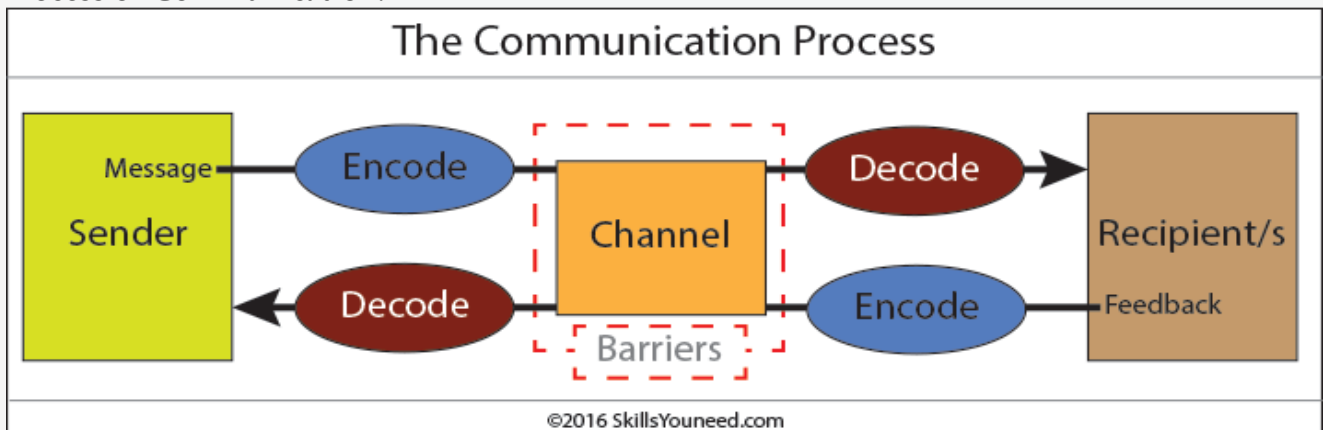 The Communication Process
Message
Encode
Decode
Sender
Channel
Recipient/s
Decode
Encode
Feedback
Barriers
©2016 SkillsYouneed.com